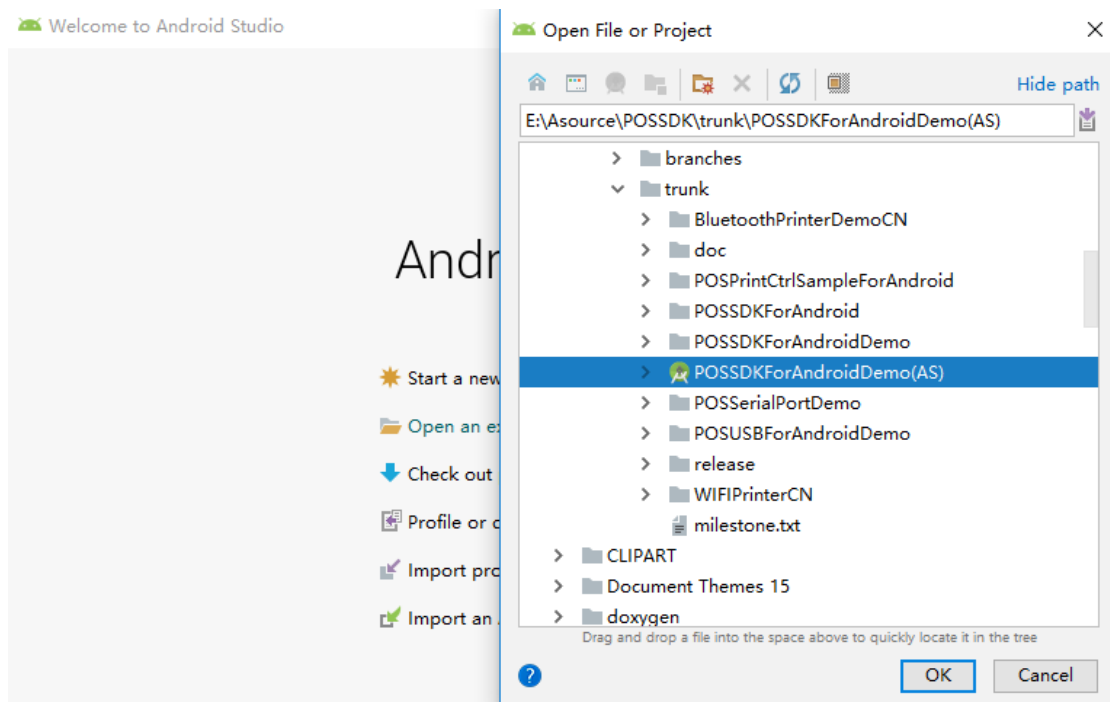 Welcome to Android Studio
Andr
Start a new
Open an e
Check out
Profile or
Import pro
Import an
Open File or Project
Hide path
E:\Asource\POSSDK\trunk\POSSDKForAndroidDemo(AS)
branches
trunk
BluetoothPrinterDemoCN
doc
POSPrintCtrlSampleForAndroid
POSSDKForAndroid
POSSDKForAndroidDemo
POSSDKForAndroidDemo(AS)
POSSerialPortDemo
POSUSBForAndroidDemo
release
WIFIPrinterCN
milestone.txt
CLIPART
Document Themes 15
doxygen
Drag and drop a file into the space above to quickly locate it in the tree
OK Cancel